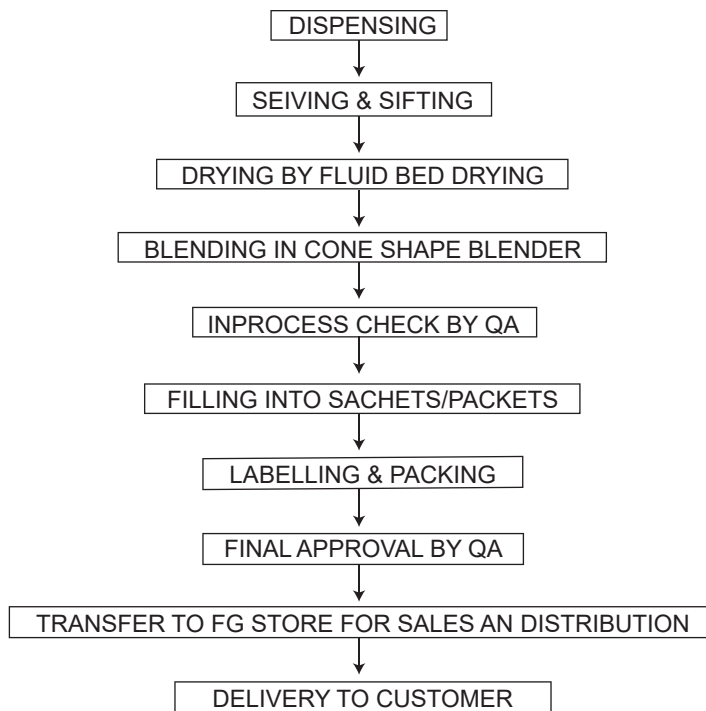 DISPENSING
SEIVING & SIFTING
DRYING BY FLUID BED DRYING
BLENDING IN CONE SHAPE BLENDER
INPROCESS CHECK BY QA
FILLING INTO SACHETS/PACKETS
LABELLING & PACKING
FINAL APPROVAL BY QA
TRANSFER TO FG STORE FOR SALES AN DISTRIBUTION
DELIVERY TO CUSTOMER